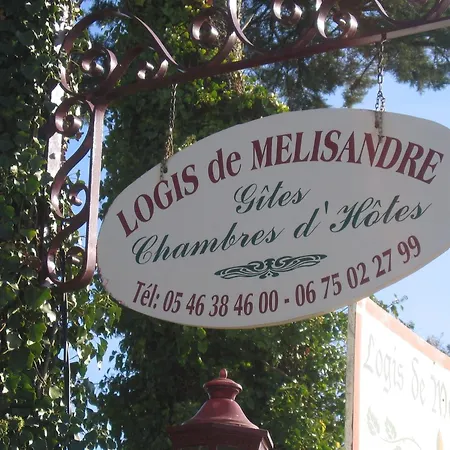 LOGIS de MELISANDRE
Gîtes
Chambres d'Hôtes
Tél: 05 46 38 46 00 - 06 75 02 27 99
Logis de